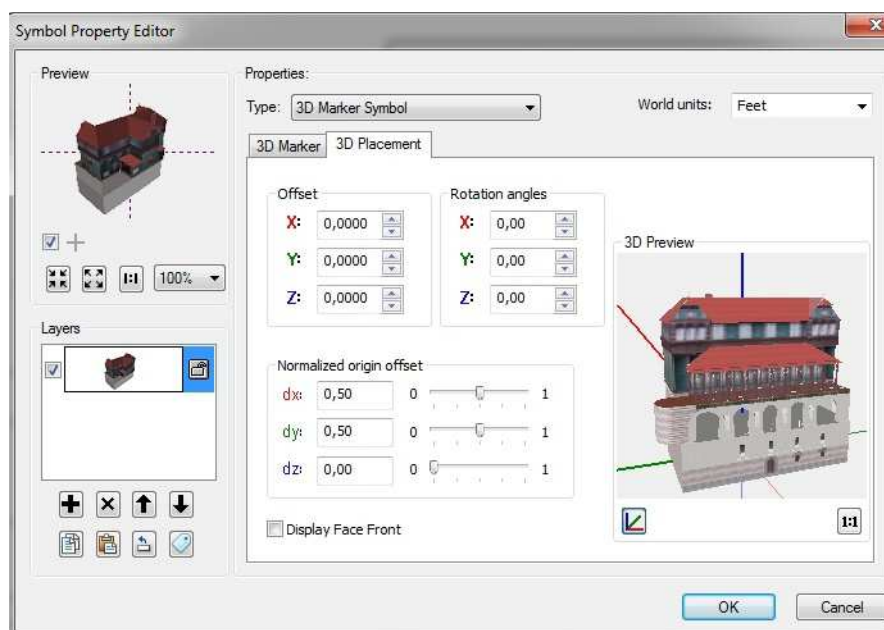 Symbol Property Editor
Preview
1:1
100%
Layers
Properties:
Type: 3D Marker Symbol
World units: Feet
3D Marker
3D Placement
Offset
X: 0,0000
Y: 0,0000
Z: 0,0000
Rotation angles
X: 0,00
Y: 0,00
Z: 0,00
Normalized origin offset
dx: 0,50 0 1
dy: 0,50 0 1
dz: 0,00 0 1
Display Face Front
3D Preview
1:1
OK
Cancel